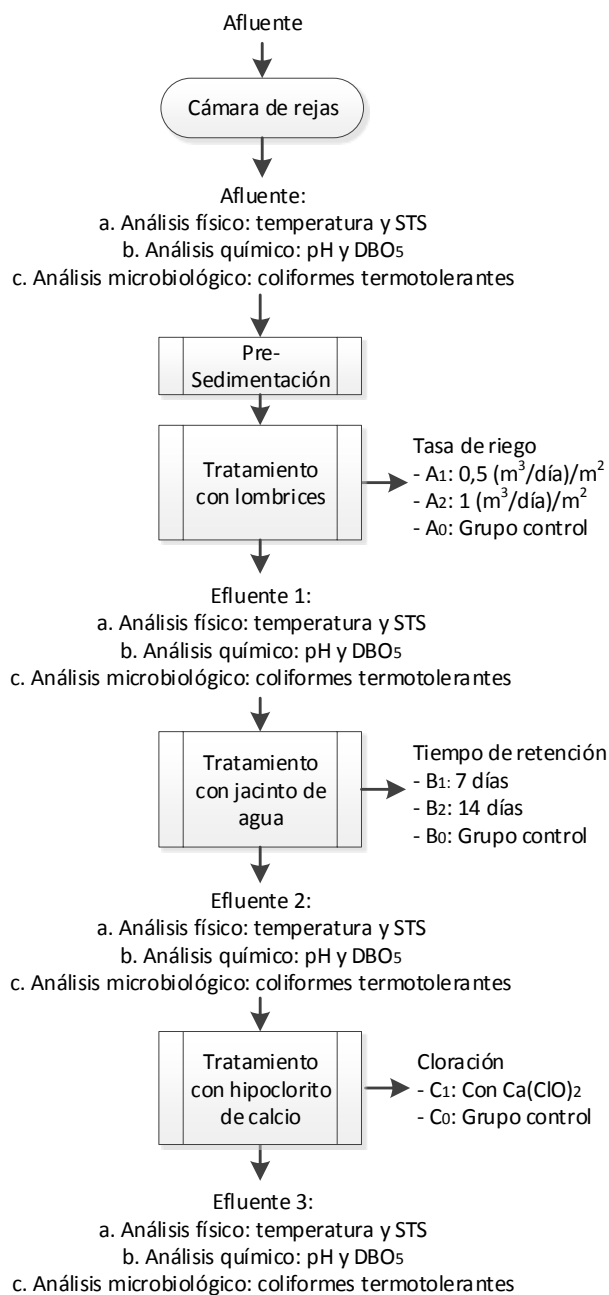 Afluente
Cámara de rejas
Afluente:
a. Análisis físico: temperatura y STS
b. Análisis químico: pH y DBO5
c. Análisis microbiológico: coliformes termotolerantes
Pre-
Sedimentación
Tratamiento
con lombrices
Tasa de riego
- A1: 0,5 (m³/día)/m²
- A2: 1 (m³/día)/m²
- A0: Grupo control
Efluente 1:
a. Análisis físico: temperatura y STS
b. Análisis químico: pH y DBO5
c. Análisis microbiológico: coliformes termotolerantes
Tratamiento
con jacinto de
agua
Tiempo de retención
- B1: 7 días
- B2: 14 días
- B0: Grupo control
Efluente 2:
a. Análisis físico: temperatura y STS
b. Análisis químico: pH y DBO5
c. Análisis microbiológico: coliformes termotolerantes
Tratamiento
con hipoclorito
de calcio
Cloración
- C1: Con Ca(ClO)2
- C0: Grupo control
Efluente 3:
a. Análisis físico: temperatura y STS
b. Análisis químico: pH y DBO5
c. Análisis microbiológico: coliformes termotolerantes